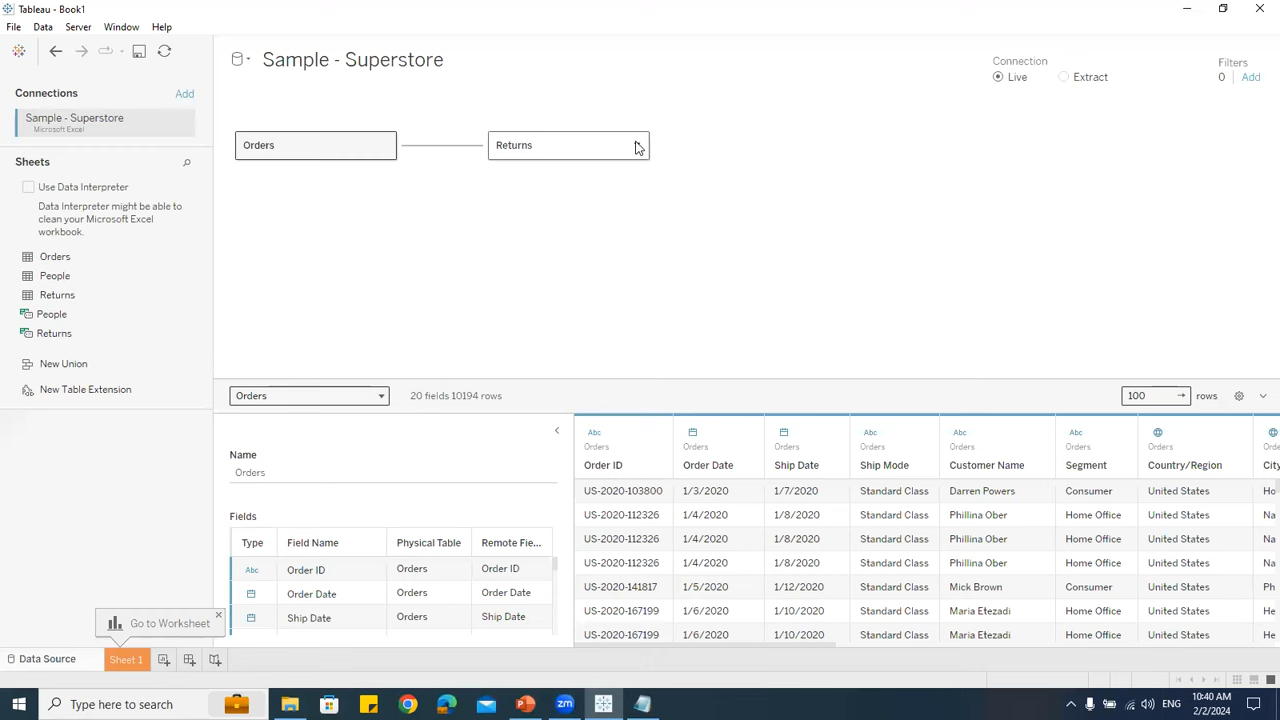 Tableau - Book1
File Data Server Window Help
Sample - Superstore
Connection
Live Extract
Filters
0 Add
Connections Add
Sample - Superstore
Microsoft Excel
Sheets
Use Data Interpreter
Data Interpreter might be able to
clean your Microsoft Excel
workbook.
Orders
People
Returns
People
Returns
New Union
New Table Extension
Orders Returns
Orders 20 fields 10194 rows 100 rows
Name
Orders
Fields
Type Field Name Physical Table Remote Fie...
Abc Order ID Orders Order ID
Order Date Orders Order Date
Ship Date Orders Ship Date
Abc Abc Abc Abc
Orders Orders Orders Orders Orders Orders Orders Orders
Order ID Order Date Ship Date Ship Mode Customer Name Segment Country/Region Cit
US-2020-103800 1/3/2020 1/7/2020 Standard Class Darren Powers Consumer United States Ho
US-2020-112326 1/4/2020 1/8/2020 Standard Class Phillina Ober Home Office United States Na
US-2020-112326 1/4/2020 1/8/2020 Standard Class Phillina Ober Home Office United States Na
US-2020-112326 1/4/2020 1/8/2020 Standard Class Phillina Ober Home Office United States Na
US-2020-141817 1/5/2020 1/12/2020 Standard Class Mick Brown Consumer United States Ph
US-2020-167199 1/6/2020 1/10/2020 Standard Class Maria Etezadi Home Office United States He
US-2020-167199 1/6/2020 1/10/2020 Standard Class Maria Etezadi Home Office United States He
Go to Worksheet
Data Source Sheet 1
Type here to search
ENG
10:40 AM
2/2/2024